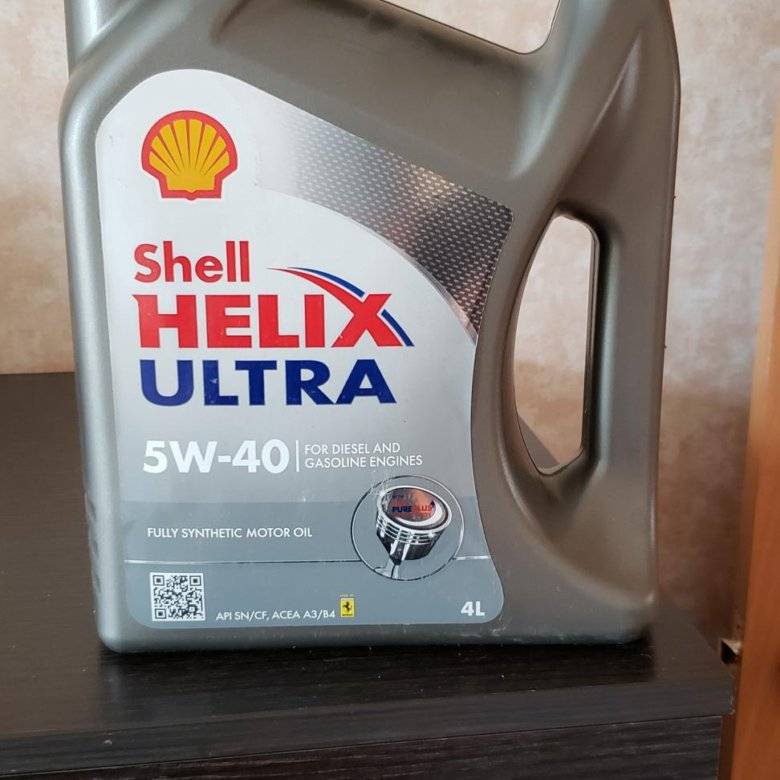 Shell
HELIX
ULTRA
5W-40
FOR DIESEL AND
GASOLINE ENGINES
PUREPLUS
FULLY SYNTHETIC MOTOR OIL
API SN/CF, ACEA A3/B4
4L